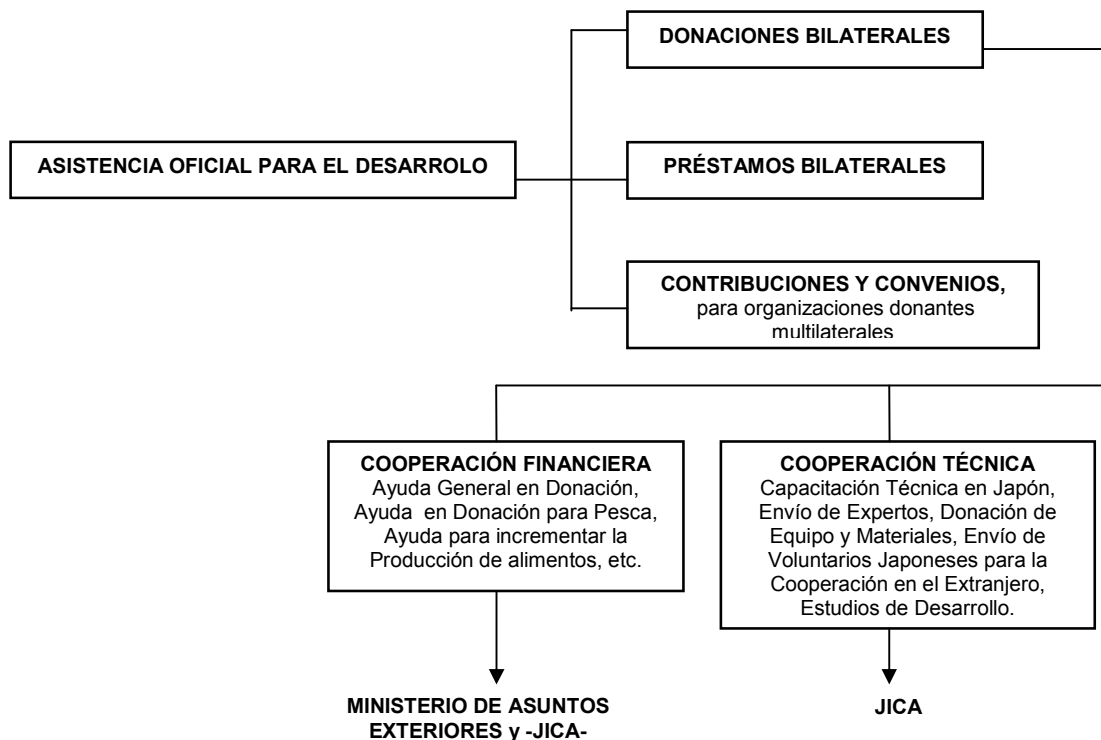 DONACIONES BILATERALES
ASISTENCIA OFICIAL PARA EL DESARROLO
PRÉSTAMOS BILATERALES
CONTRIBUCIONES Y CONVENIOS,
para organizaciones donantes
multilaterales
COOPERACIÓN FINANCIERA
Ayuda General en Donación,
Ayuda en Donación para Pesca,
Ayuda para incrementar la
Producción de alimentos, etc.
COOPERACIÓN TÉCNICA
Capacitación Técnica en Japón,
Envío de Expertos, Donación de
Equipo y Materiales, Envío de
Voluntarios Japoneses para la
Cooperación en el Extranjero,
Estudios de Desarrollo.
MINISTERIO DE ASUNTOS
EXTERIORES y -JICA-
JICA